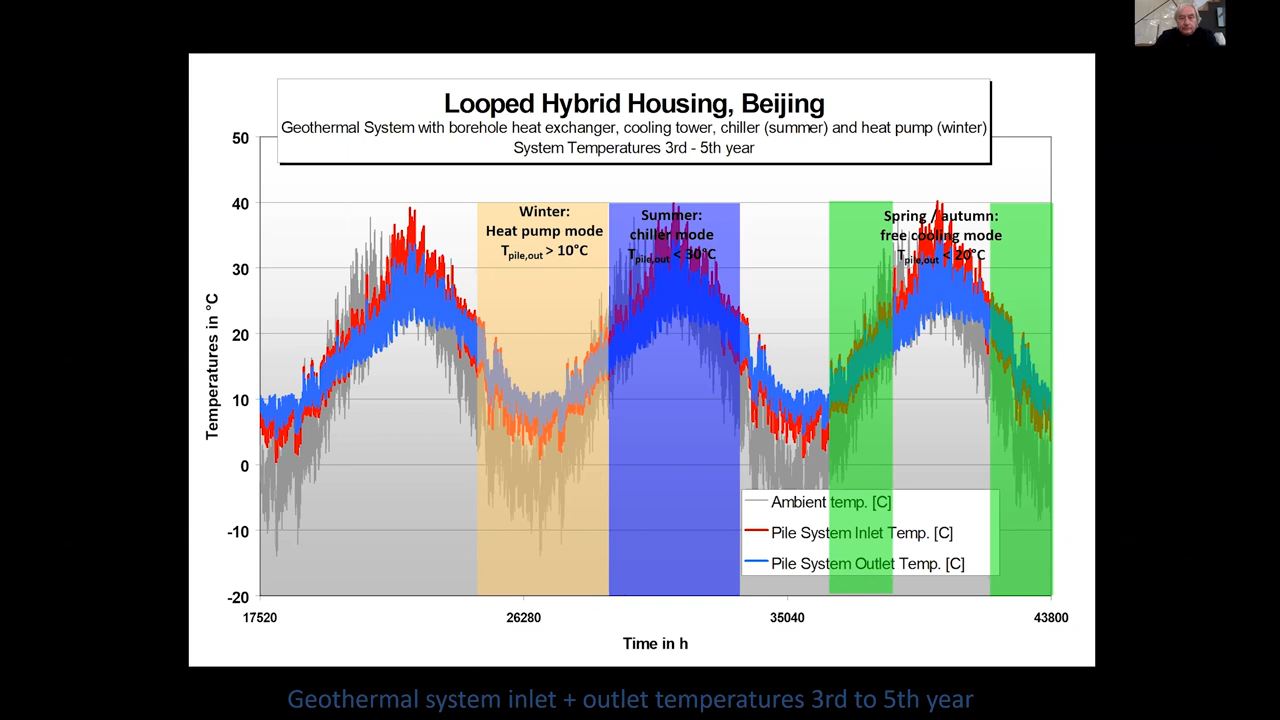 Looped Hybrid Housing, Beijing
Geothermal System with borehole heat exchanger, cooling tower, chiller (summer) and heat pump (winter)
System Temperatures 3rd - 5th year
50
40
30
20
10
0
-10
-20
Temperatures in °C
Winter:
Heat pump mode
Tpile,out > 10°C
Summer:
chiller mode
Tpile,out < 30°C
Spring / autumn:
free cooling mode
Tpile,out < 20°C
Ambient temp. [C]
Pile System Inlet Temp. [C]
Pile System Outlet Temp. [C]
17520
26280
35040
43800
Time in h
Geothermal system inlet + outlet temperatures 3rd to 5th year